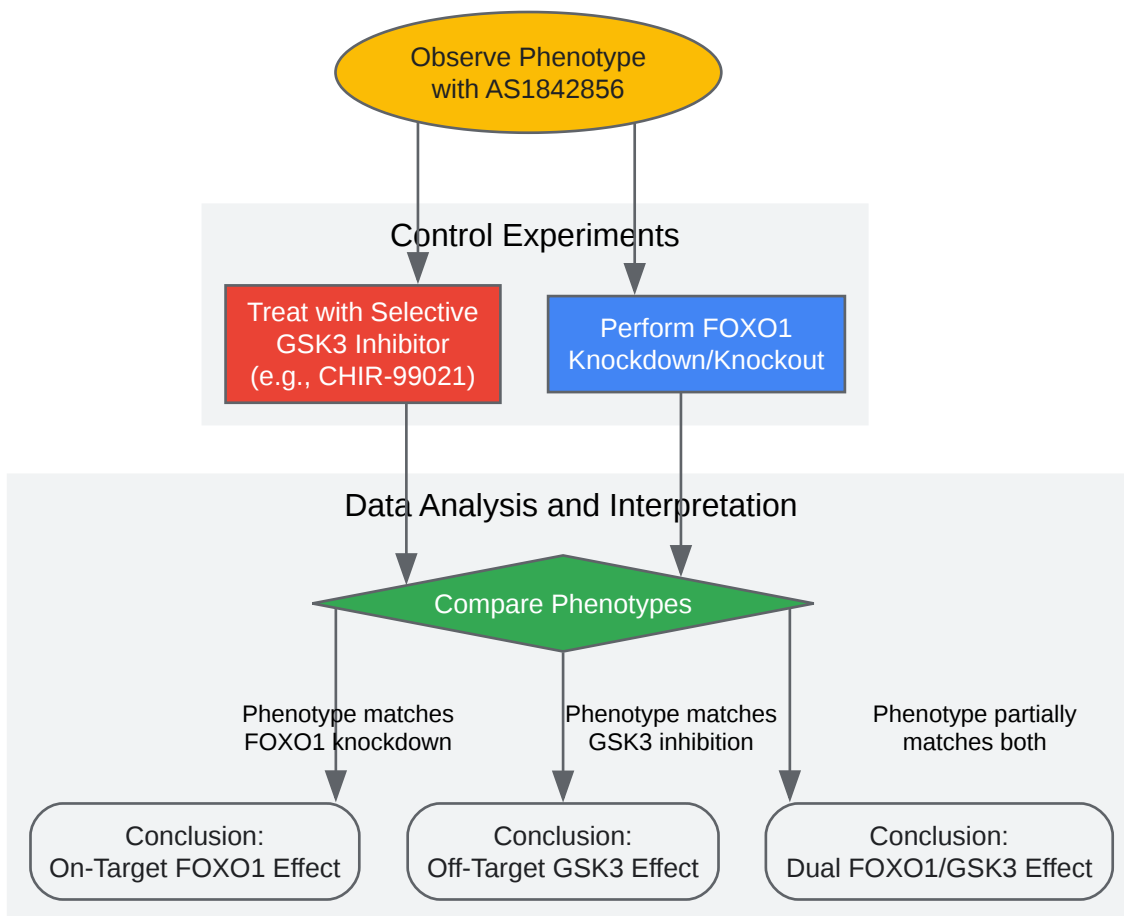 Observe Phenotype
with AS1842856
Control Experiments
Treat with Selective
GSK3 Inhibitor
(e.g., CHIR-99021)
Perform FOXO1
Knockdown/Knockout
Data Analysis and Interpretation
Compare Phenotypes
Phenotype matches
FOXO1 knockdown
Phenotype matches
GSK3 inhibition
Phenotype partially
matches both
Conclusion:
On-Target FOXO1 Effect
Conclusion:
Off-Target GSK3 Effect
Conclusion:
Dual FOXO1/GSK3 Effect